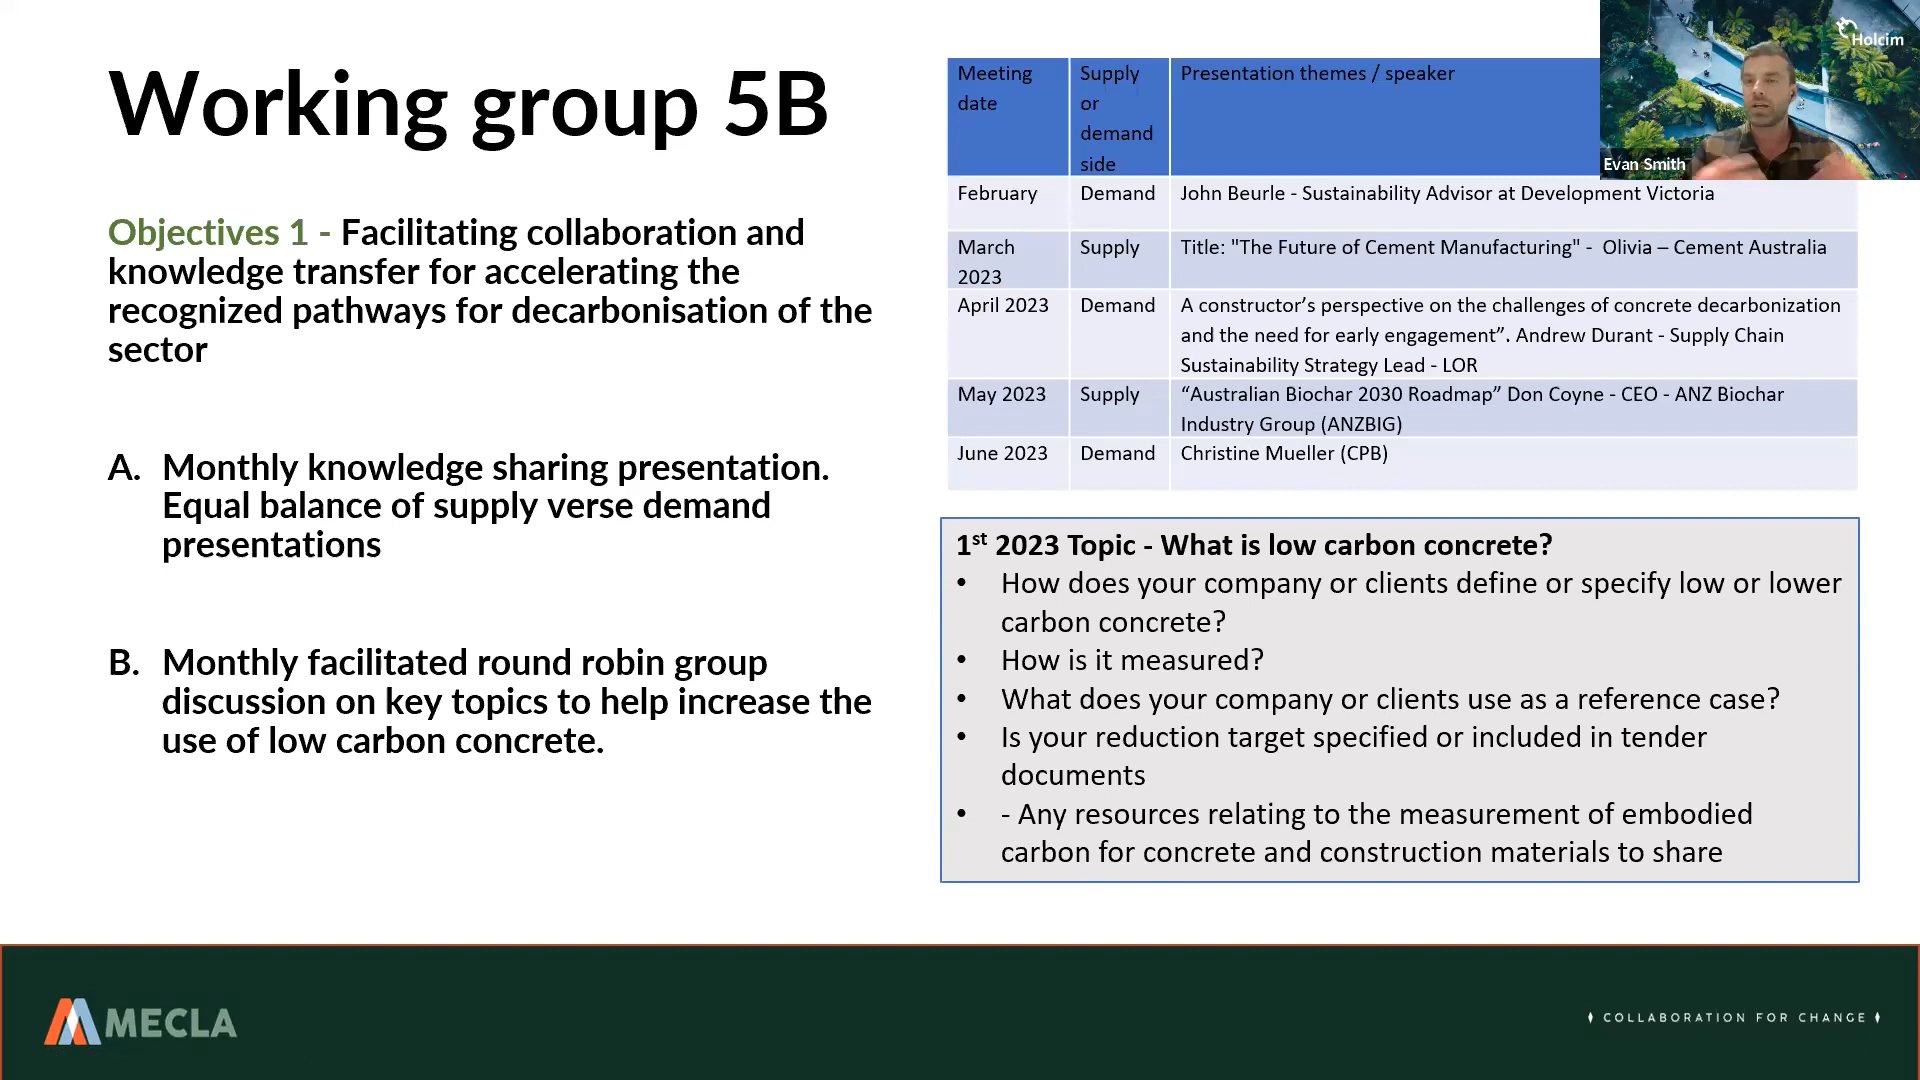 Working group 5B
Objectives 1 - Facilitating collaboration and
knowledge transfer for accelerating the
recognized pathways for decarbonisation of the
sector
A. Monthly knowledge sharing presentation.
Equal balance of supply verse demand
presentations
B. Monthly facilitated round robin group
discussion on key topics to help increase the
use of low carbon concrete.
Meeting
date
Supply
or
demand
side
Presentation themes / speaker
February
Demand
John Beurle - Sustainability Advisor at Development Victoria
March
2023
Supply
Title: "The Future of Cement Manufacturing" - Olivia – Cement Australia
April 2023
Demand
A constructor’s perspective on the challenges of concrete decarbonization
and the need for early engagement”. Andrew Durant - Supply Chain
Sustainability Strategy Lead - LOR
May 2023
Supply
“Australian Biochar 2030 Roadmap” Don Coyne - CEO - ANZ Biochar
Industry Group (ANZBIG)
June 2023
Demand
Christine Mueller (CPB)
Holcim
Evan Smith
1st 2023 Topic - What is low carbon concrete?
• How does your company or clients define or specify low or lower
carbon concrete?
• How is it measured?
• What does your company or clients use as a reference case?
• Is your reduction target specified or included in tender
documents
• - Any resources relating to the measurement of embodied
carbon for concrete and construction materials to share
MECLA
COLLABORATION FOR CHANGE